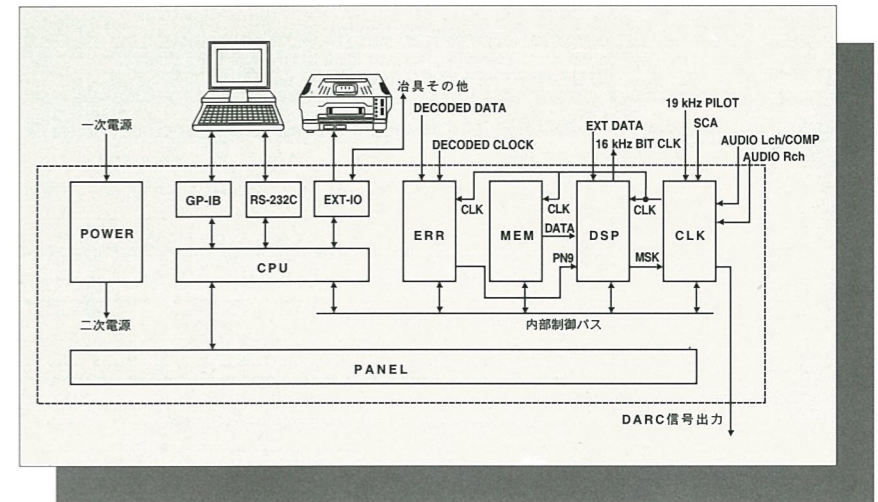 冶具その他
19 kHz PILOT
DECODED DATA
SCA
一次電源
EXT DATA
16 kHz BIT CLK
AUDIO Lch/COMP
DECODED CLOCK
AUDIO Rch
GP-IB
RS-232C
EXT-IO
CLK
CLK
CLK
POWER
ERR
MEM
DATA
DSP
CLK
CPU
PN9
MSK
二次電源
内部制御バス
PANEL
DARC信号出力